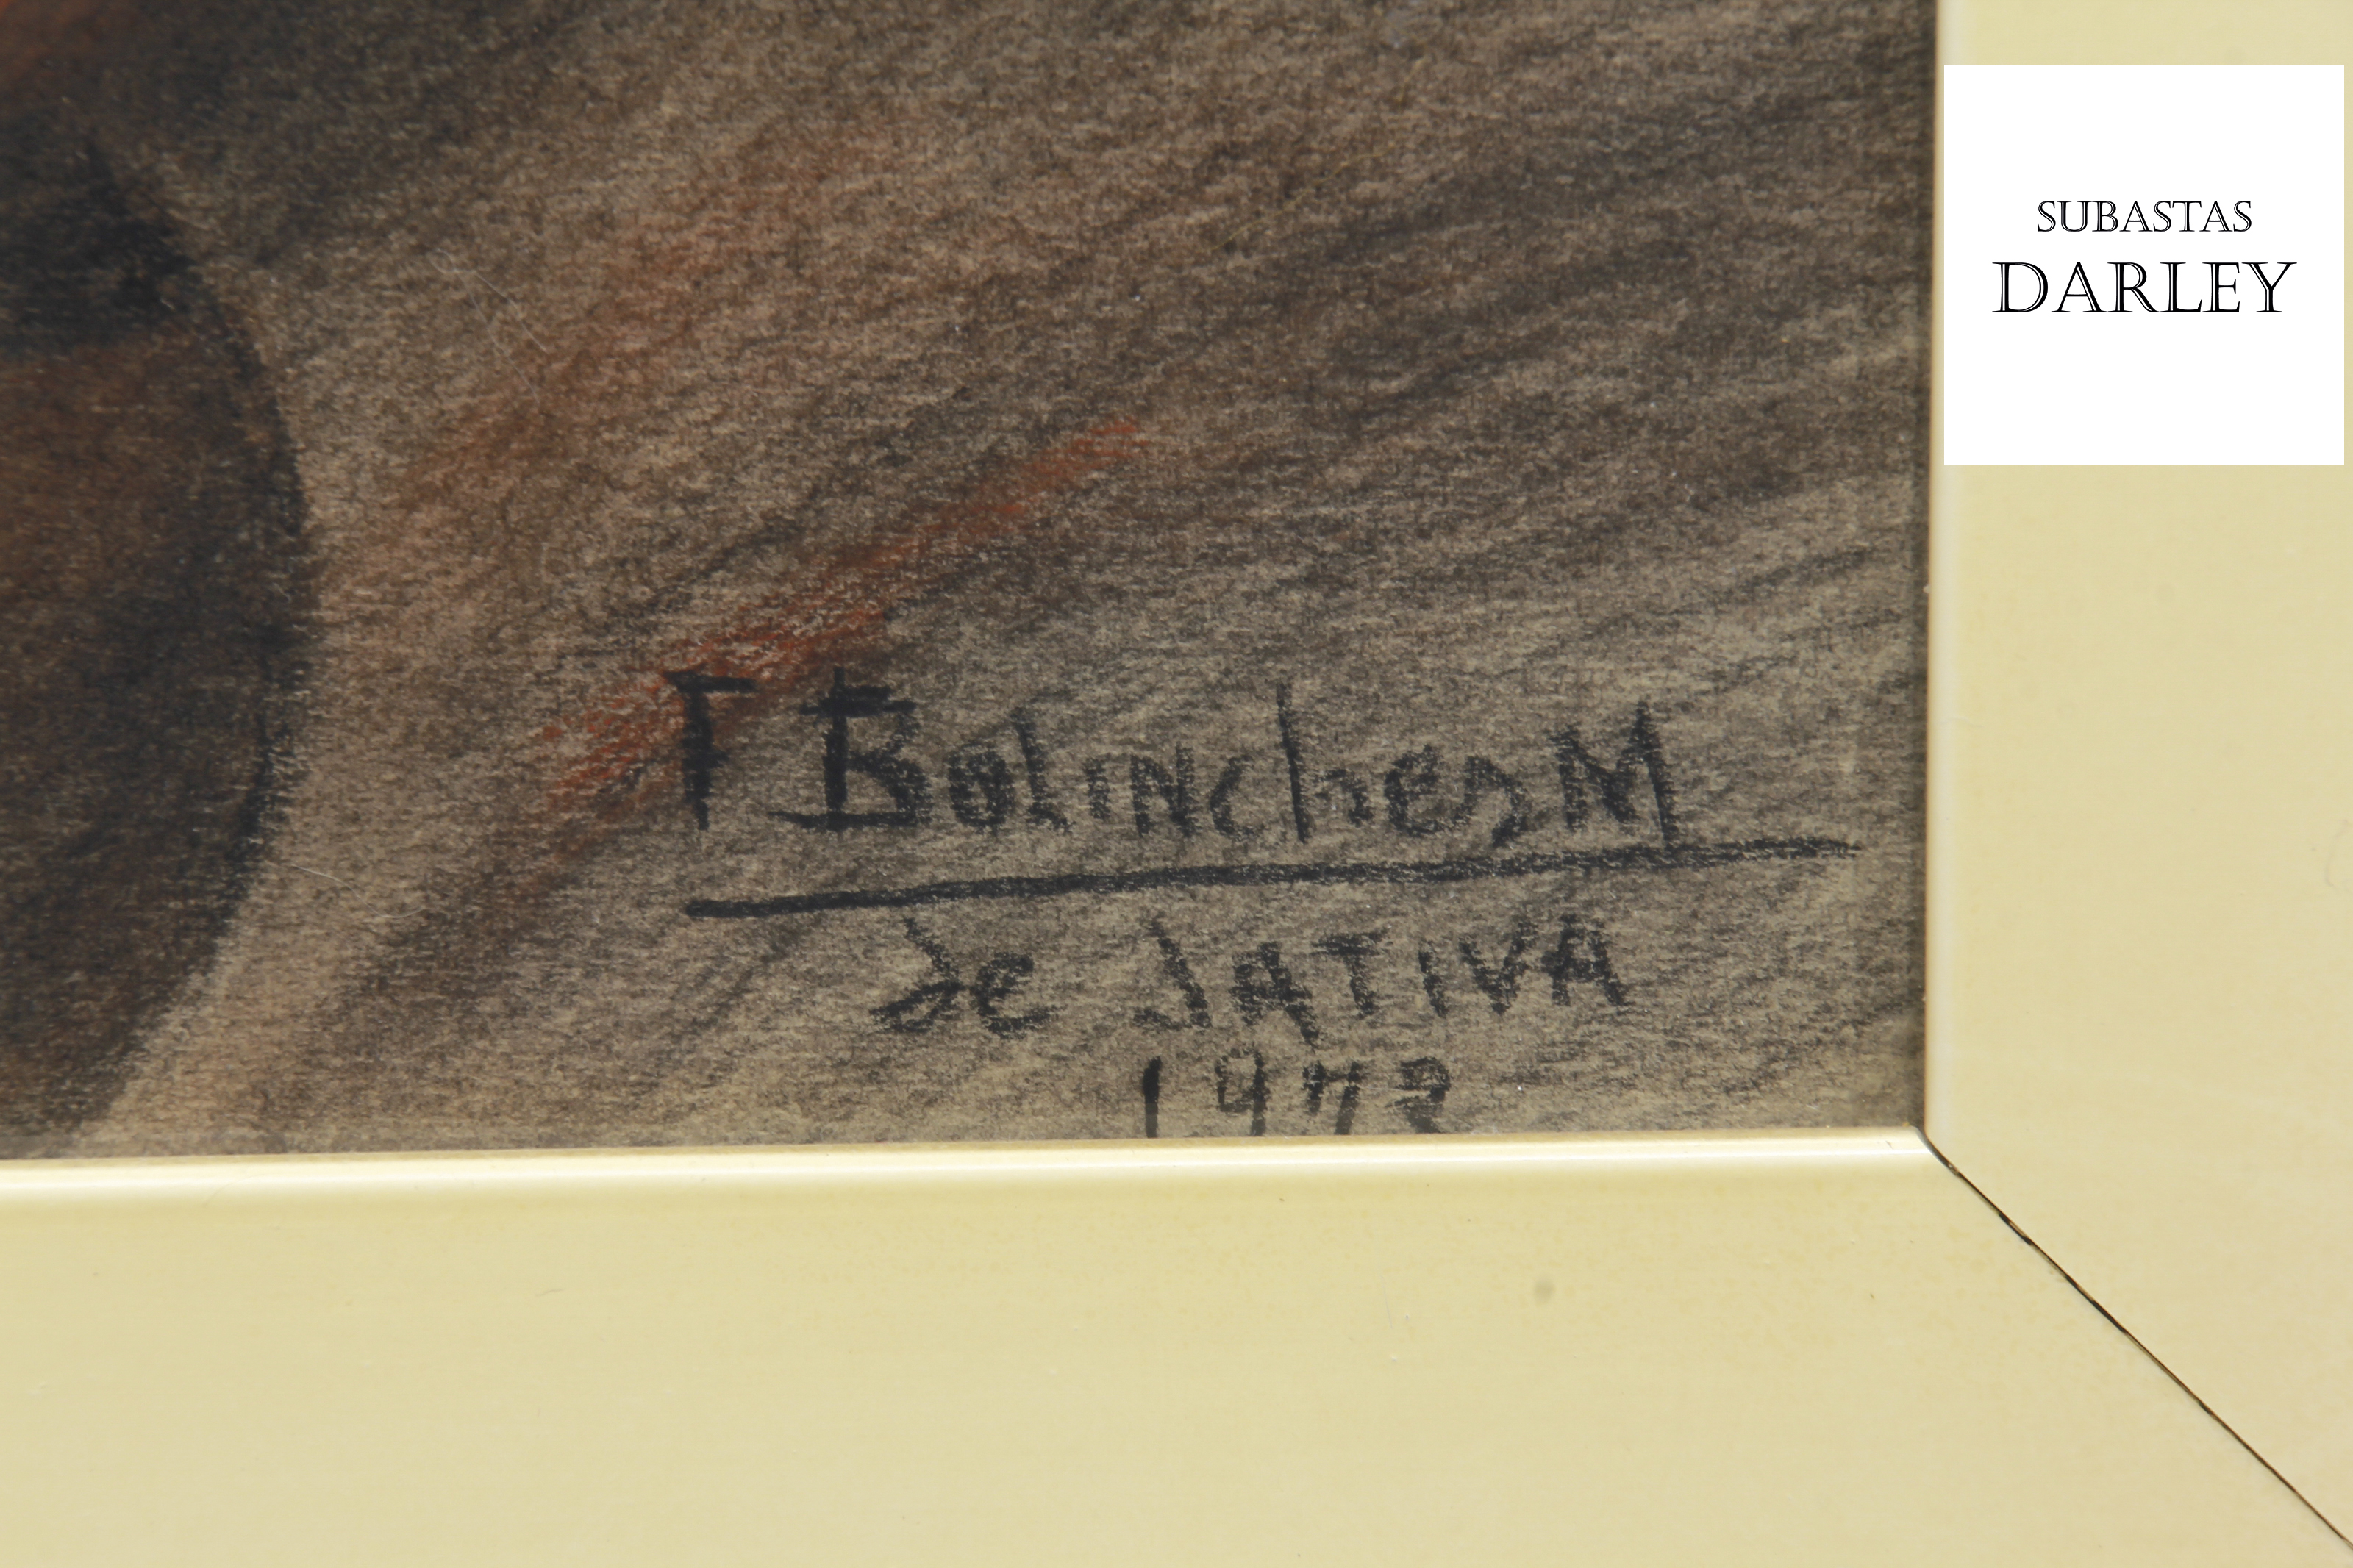 SUBASTAS
DARLEY
F Bolinches M
de JATIVA
1972